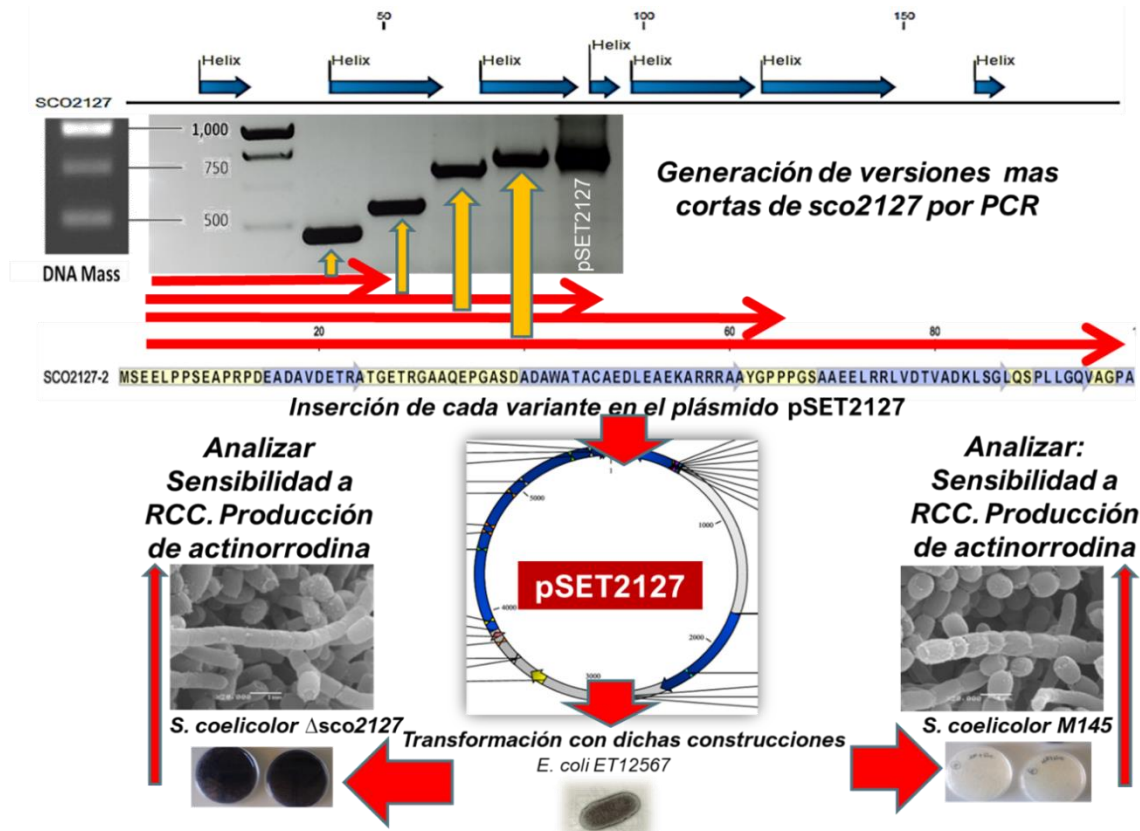 50 100 150
Helix Helix Helix Helix Helix Helix Helix
SCO2127
1,000
750
500
DNA Mass
pSET2127
Generación de versiones mas
cortas de sco2127 por PCR
20 60 80
SCO2127-2 MSEELPPSEAPRPDEADAVDETRATGETRGAAQEPGASDADAWATACAEDLEAEKARRRAAYGPPPGSAAEELRRLVDTVADKLSGLQSPLLGQVAGPA
Inserción de cada variante en el plásmido pSET2127
Analizar
Sensibilidad a
RCC. Producción
de actinorrodina
S. coelicolor Δsco2127
1
1000
2000
3000
4000
5000
pSET2127
Transformación con dichas construcciones
E. coli ET12567
Analizar:
Sensibilidad a
RCC. Producción
de actinorrodina
S. coelicolor M145